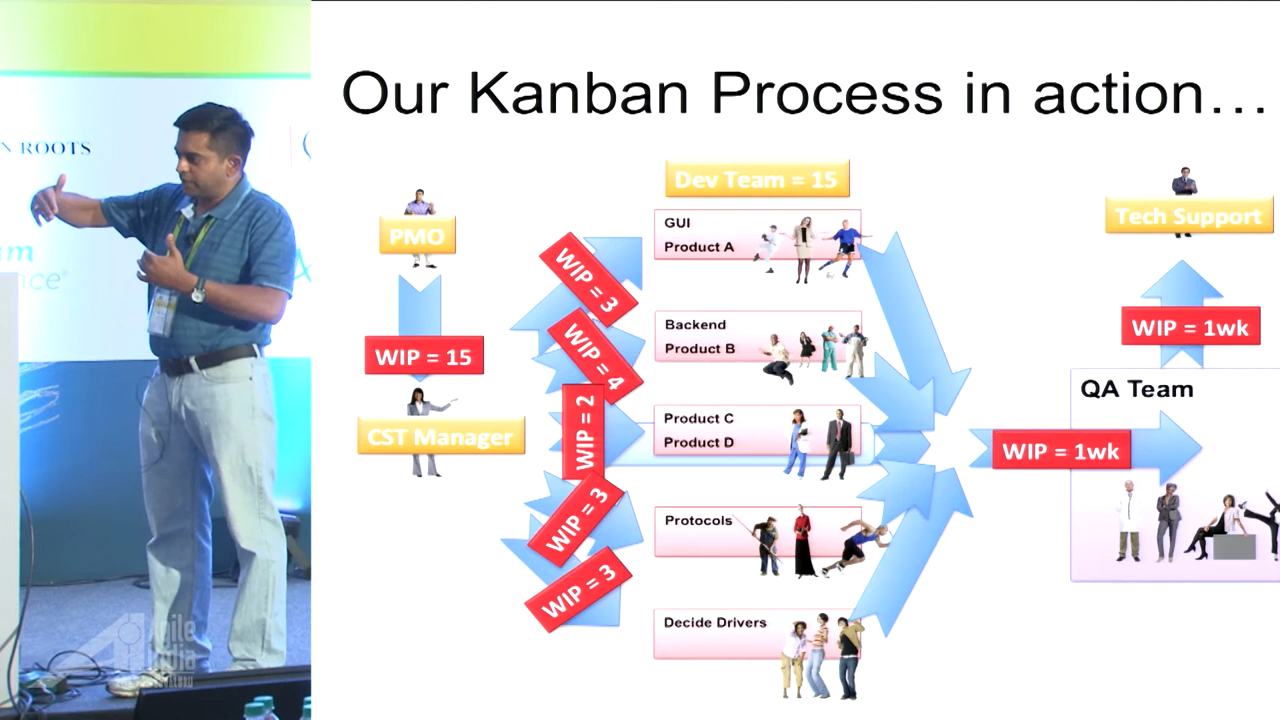 Our Kanban Process in action...
N ROOTS
Dev Team = 15
PMO
GUI
Product A
Tech Support
WIP = 3
Backend
Product B
WIP = 1wk
WIP = 15
WIP = 4
QA Team
CST Manager
WIP = 2
Product C
Product D
WIP = 1wk
WIP = 3
Protocols
WIP = 3
Decide Drivers
Agile
India